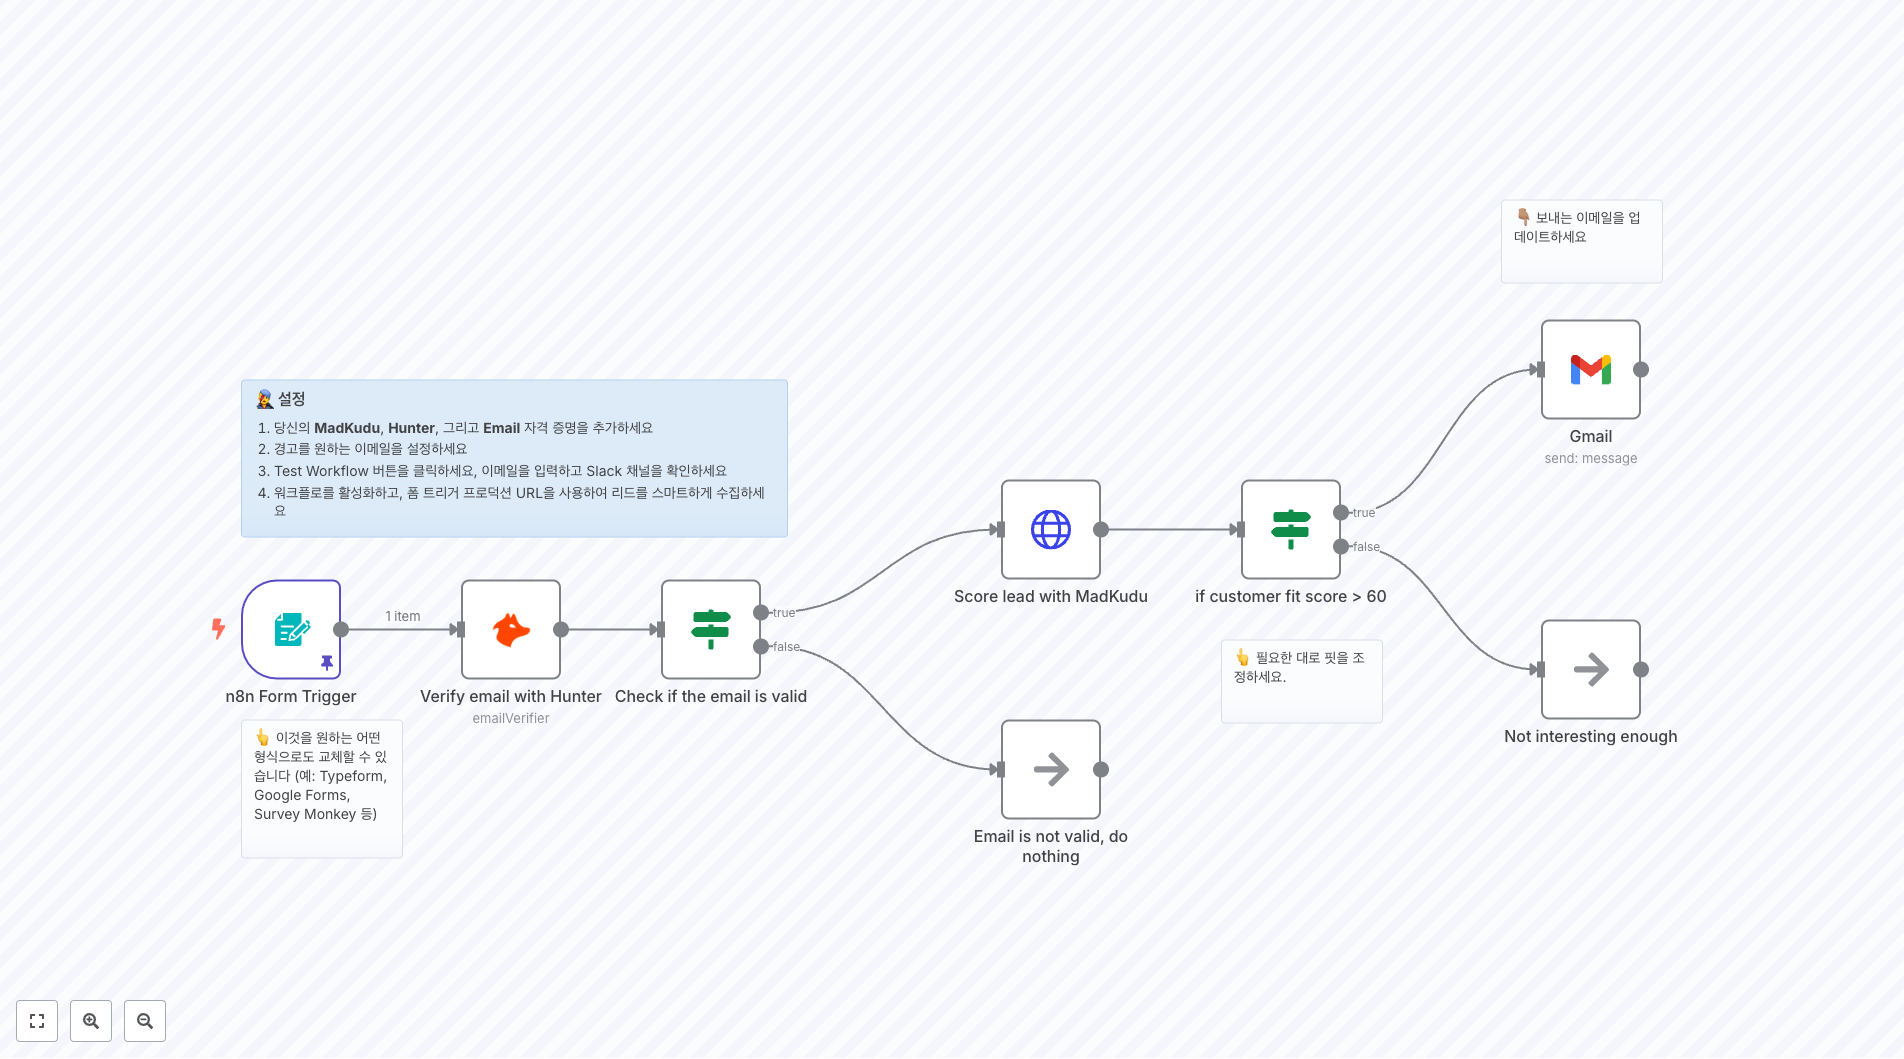 👇🏽 보내는 이메일을 업
데이트하세요
Gmail
send: message
🧑‍🎤 설정
1. 당신의 MadKudu, Hunter, 그리고 Email 자격 증명을 추가하세요
2. 경고를 원하는 이메일을 설정하세요
3. Test Workflow 버튼을 클릭하세요, 이메일을 입력하고 Slack 채널을 확인하세요
4. 워크플로를 활성화하고, 폼 트리거 프로덕션 URL을 사용하여 리드를 스마트하게 수집하세
요
1 item
n8n Form Trigger
Verify email with Hunter
emailVerifier
Check if the email is valid
true
false
Score lead with MadKudu
if customer fit score > 60
true
false
👆 필요한 대로 핏을 조
정하세요.
Not interesting enough
Email is not valid, do
nothing
👆 이것을 원하는 어떤
형식으로도 교체할 수 있
습니다 (예: Typeform,
Google Forms,
Survey Monkey 등)